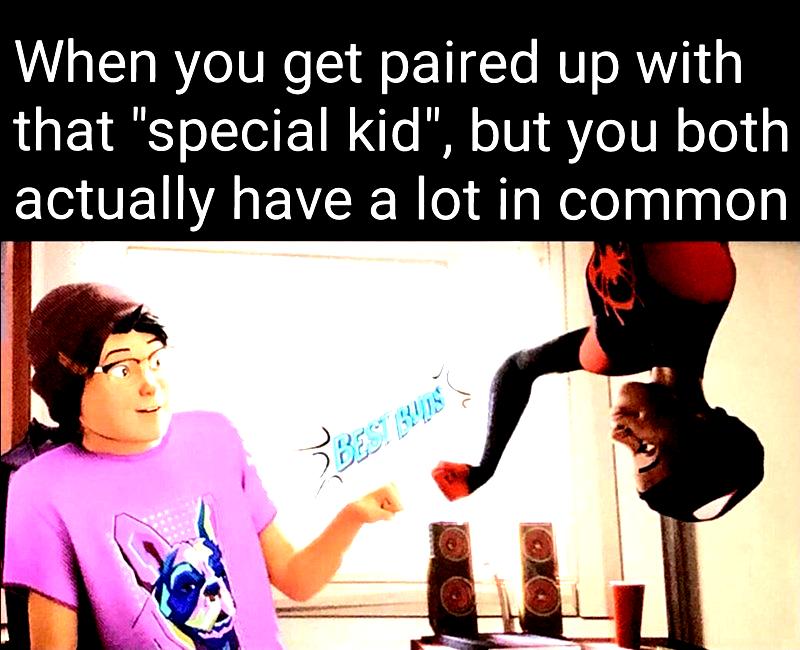 When you get paired up with
that "special kid", but you both
actually have a lot in common
BEST BUDS